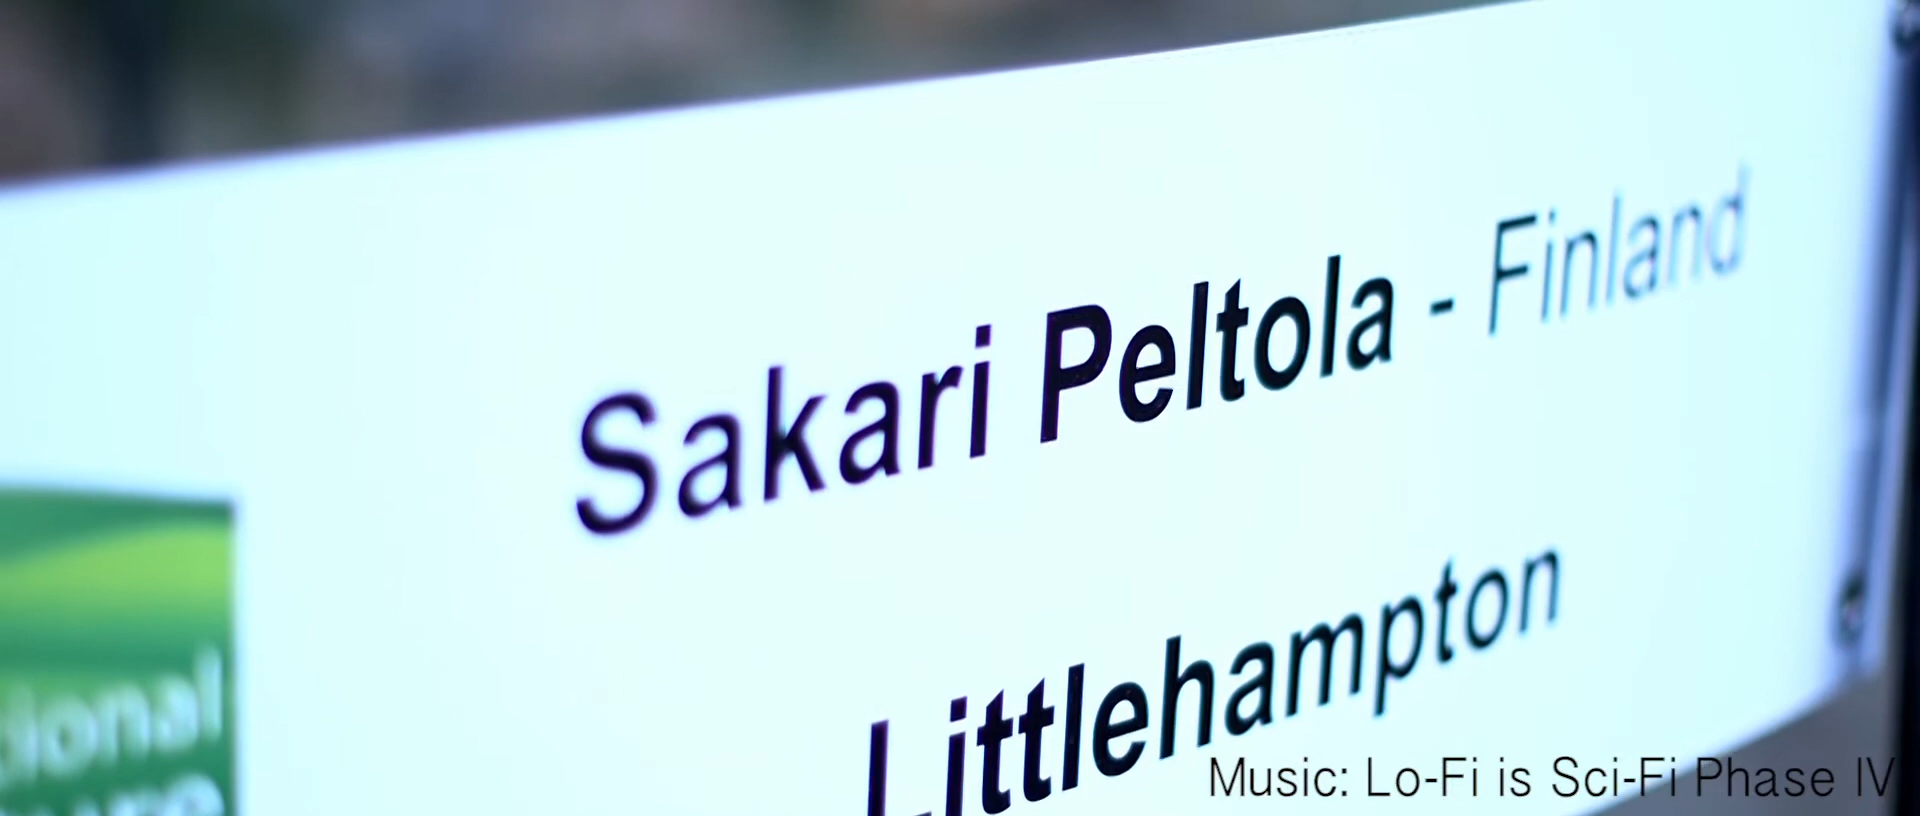 Sakari Peltola - Finland
Littlehampton
Music: Lo-Fi is Sci-Fi Phase IV